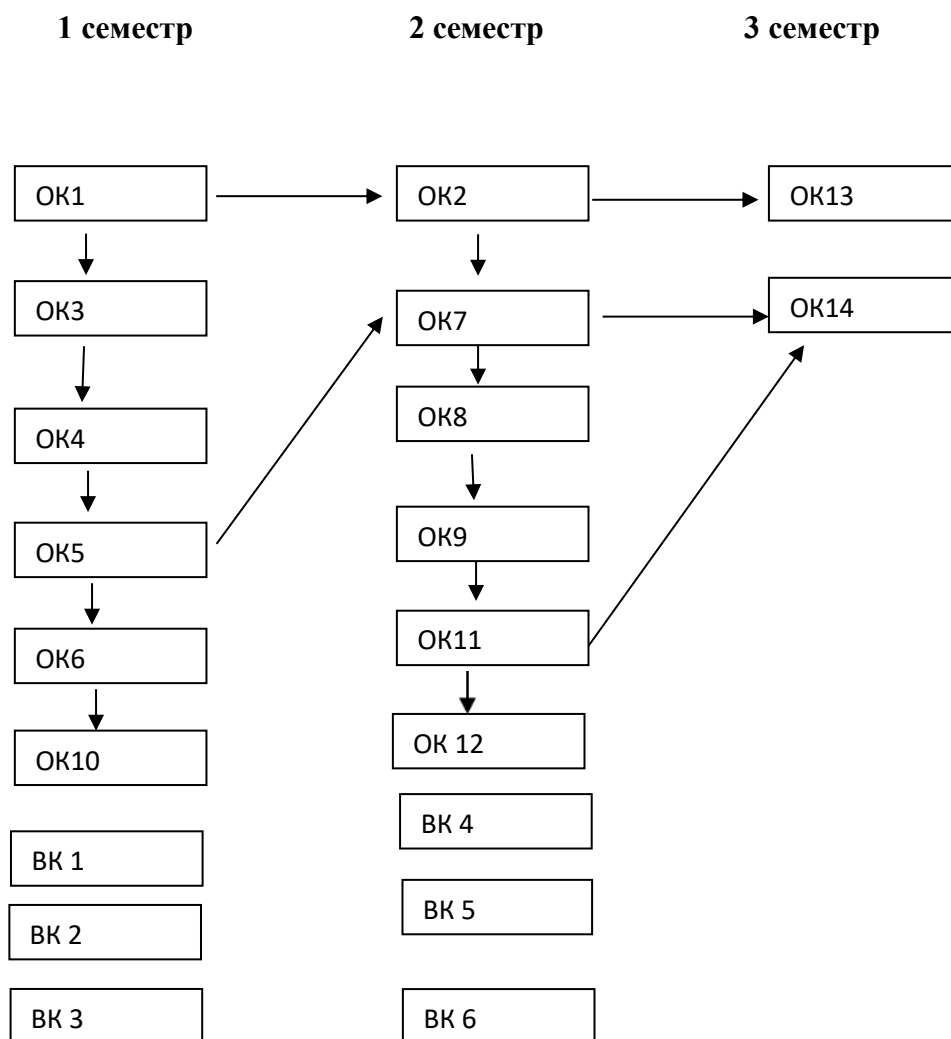 1 семестр
2 семестр
3 семестр
ОК1
ОК2
ОК13
ОК3
ОК7
ОК14
ОК4
ОК8
ОК5
ОК9
ОК6
ОК11
ОК10
ОК 12
ВК 1
ВК 4
ВК 2
ВК 5
ВК 3
ВК 6